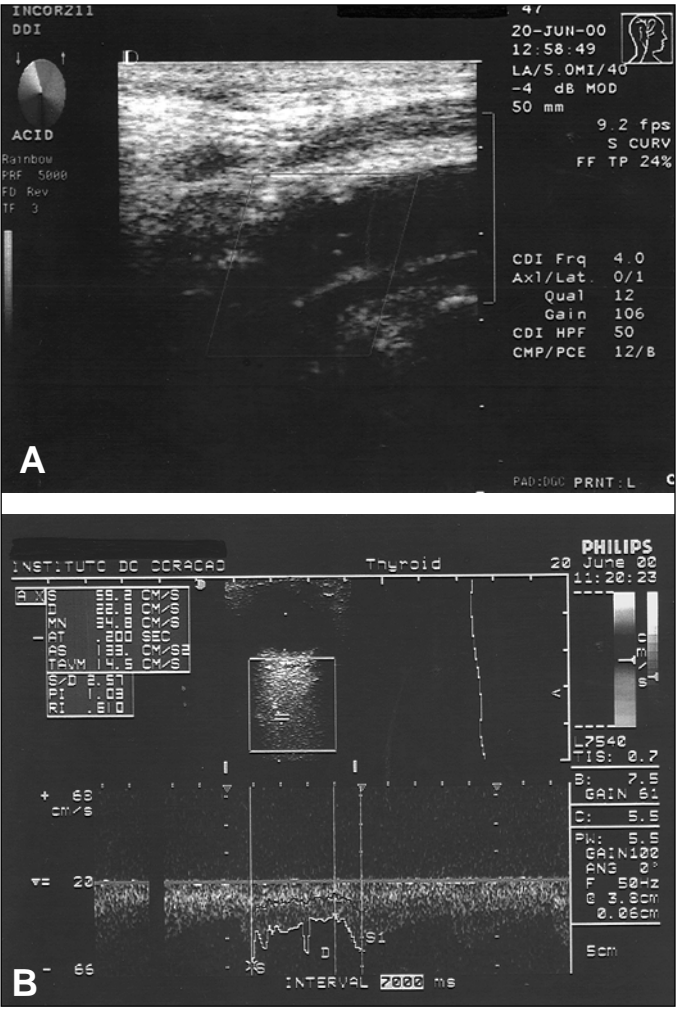 INCOR211
DDI
ACID
Rainbow
PRF 5000
FD Rev
TF 3
D
47
20-JUN-00
12:58:49
LA/5.0MI/40
-4 dB MOD
50 mm
9.2 fps
S CURV
FF TP 24%
CDI Frq 4.0
Axl/Lat. 0/1
Qual 12
Gain 106
CDI HPF 50
CMP/PCE 12/B
PAD:DGC PRNT:L
A
INSTITUTO DO CORACAO
Thyroid
PHILIPS
20 June 00
11:20:23
A X
S 59.2 CM/S
D 22.8 CM/S
MN 34.8 CM/S
AT .200 SEC
AS 133. CM/S2
TAVM 14.5 CM/S
S/D 2.57
PI 1.03
RI .610
cm/s
L7540
TIS: 0.7
B: 7.5
GAIN 61
C: 5.5
PW: 5.5
GAIN100
ANG 0°
F 50Hz
@ 3.8cm
0.06cm
5cm
+ 68
cm/s
20
- 66
S
D
S1
INTERVAL 7000 ms
B